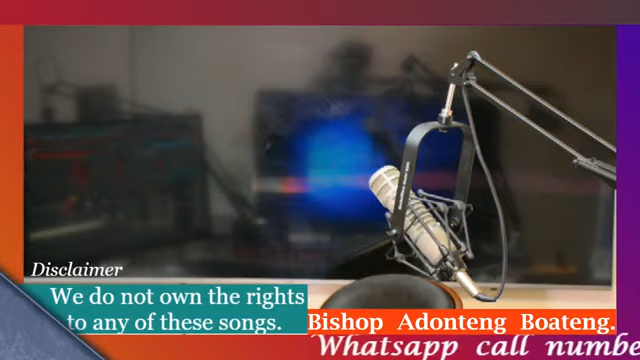 Disclaimer
We do not own the rights
to any of these songs.
Bishop Adonteng Boateng.
Whatsapp call numbe